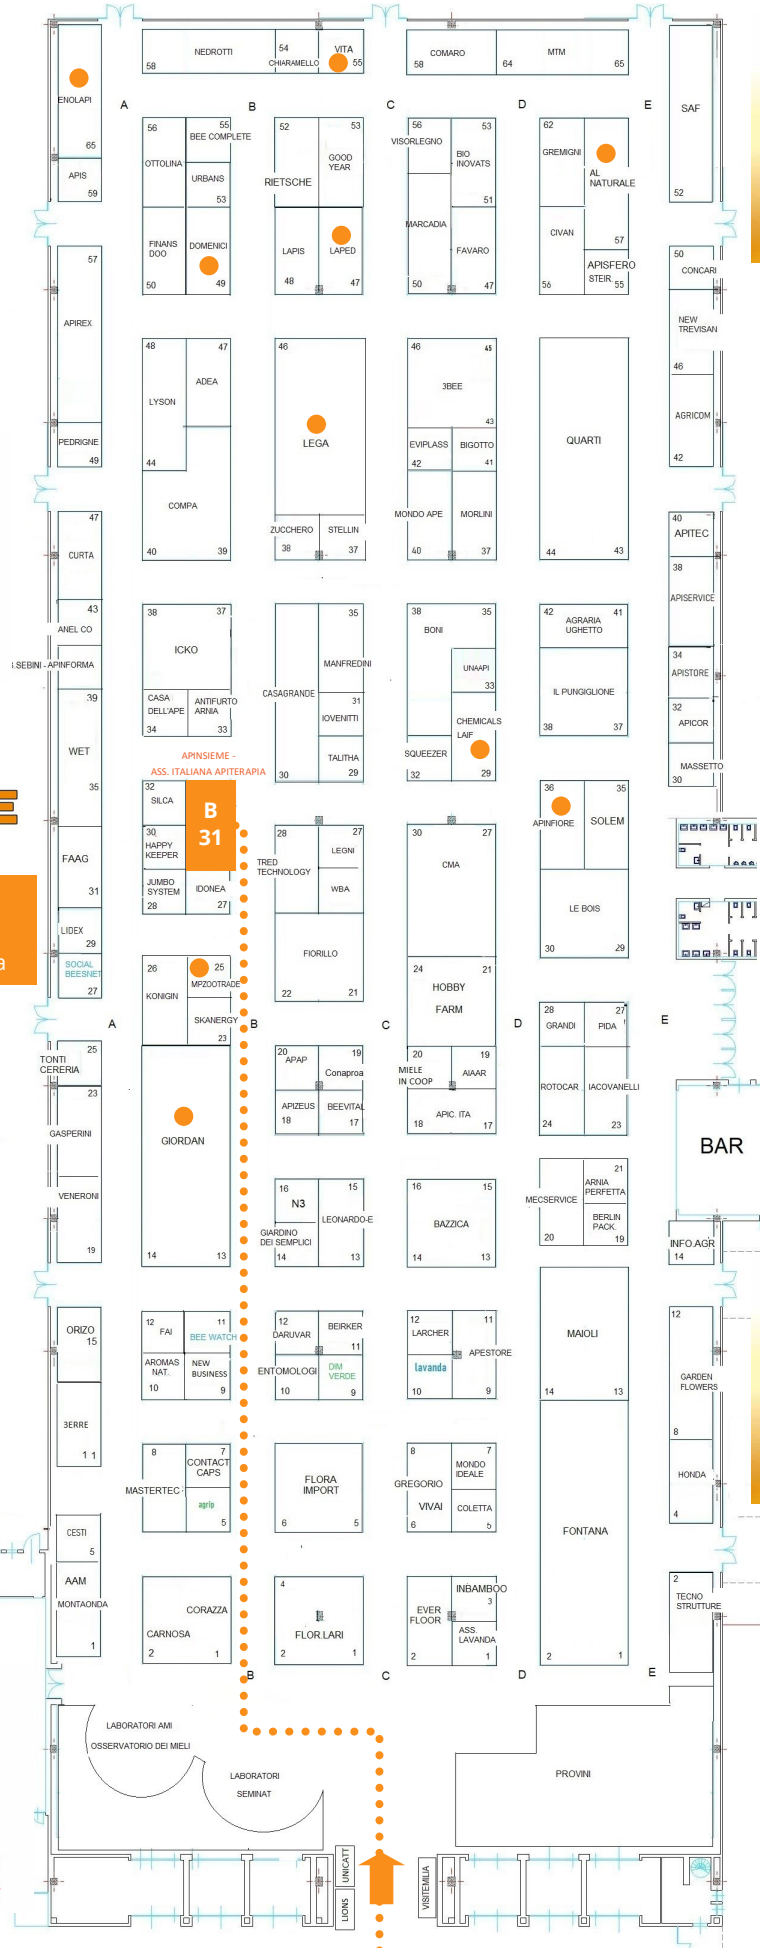 NEDROTTI
58
54
CHIARAMELLO
VITA
55
COMARO
58
MTM
64
65
ENOLAPI
65
APIS
59
SAF
52
A
B
C
D
E
56
OTTOLINA
55
BEE COMPLETE
URBANS
53
FINANS
DOO
50
DOMENICI
49
52
RIETSCHE
53
GOOD
YEAR
LAPIS
48
LAPED
47
56
VISORLEGNO
53
BIO
INOVATS
51
MARCADIA
50
FAVARO
47
62
GREMIGNI
AL
NATURALE
57
CIVAN
56
APISFERO
STEIR.
55
57
APIREX
PEDRIGNE
49
50
CONCARI
NEW
TREVISAN
46
AGRICOM
42
48
LYSON
44
47
ADEA
COMPA
40
39
46
LEGA
ZUCCHERO
38
STELLIN
37
46
45
3BEE
43
EVIPLASS
42
BIGOTTO
41
MONDO APE
40
MORLINI
37
QUARTI
44
43
47
CURTA
43
ANEL CO
.SEBINI - APINFORMA
39
WET
35
FAAG
31
LIDEX
29
SOCIAL
BEESNET
27
40
APITEC
38
APISERVICE
34
APISTORE
32
APICOR
MASSETTO
30
38
37
ICKO
CASA
DELL'APE
34
ANTIFURTO
ARNIA
33
CASAGRANDE
30
35
MANFREDINI
31
IOVENITTI
TALITHA
29
38
35
BONI
UNAAPI
33
CHEMICALS
LAIF
29
SQUEEZER
32
42
41
AGRARIA
UGHETTO
IL PUNGIGLIONE
38
37
APINSIEME -
ASS. ITALIANA APITERAPIA
32
SILCA
B
31
30
HAPPY
KEEPER
JUMBO
SYSTEM
28
IDONEA
27
28
TRED
TECHNOLOGY
27
LEGNI
WBA
FIORILLO
22
21
30
27
CMA
24
21
HOBBY
FARM
36
APINFIORE
35
SOLEM
LE BOIS
30
29
a
26
KONIGIN
25
MPZOOTRADE
SKANERGY
23
A
B
C
D
E
25
TONTI
CERERIA
23
GASPERINI
VENERONI
19
GIORDAN
14
13
20
APAP
19
Conaproa
APIZEUS
18
BEEVITAL
17
20
MIELE
IN COOP
19
AIAAR
APIC. ITA
18
17
28
GRANDI
27
PIDA
ROTOCAR
24
IACOVANELLI
23
BAR
16
N3
GIARDINO
DEI SEMPLICI
14
15
LEONARDO-E
13
16
15
BAZZICA
14
13
MECSERVICE
20
21
ARNIA
PERFETTA
BERLIN
PACK.
19
INFO.AGR
14
ORIZO
15
3ERRE
11
12
FAI
11
BEE WATCH
AROMAS
NAT.
10
NEW
BUSINESS
9
12
DARUVAR
BEIRKER
11
ENTOMOLOGI
10
DIM
VERDE
9
12
LARCHER
11
APESTORE
lavanda
10
9
MAIOLI
14
13
12
GARDEN
FLOWERS
8
HONDA
4
8
MASTERTEC
7
CONTACT
CAPS
agrip
5
FLORA
IMPORT
6
5
8
GREGORIO
VIVAI
6
7
MONDO
IDEALE
COLETTA
5
FONTANA
2
1
CESTI
5
AAM
MONTAONDA
1
CORAZZA
CARNOSA
2
1
4
FLOR.LARI
2
1
EVER
FLOOR
2
INBAMBOO
3
ASS.
LAVANDA
1
2
TECNO
STRUTTURE
B
C
D
E
LABORATORI AMI
OSSERVATORIO DEI MIELI
LABORATORI
SEMINAT
PROVINI
UNICATT
LIONS
VISITEMILIA